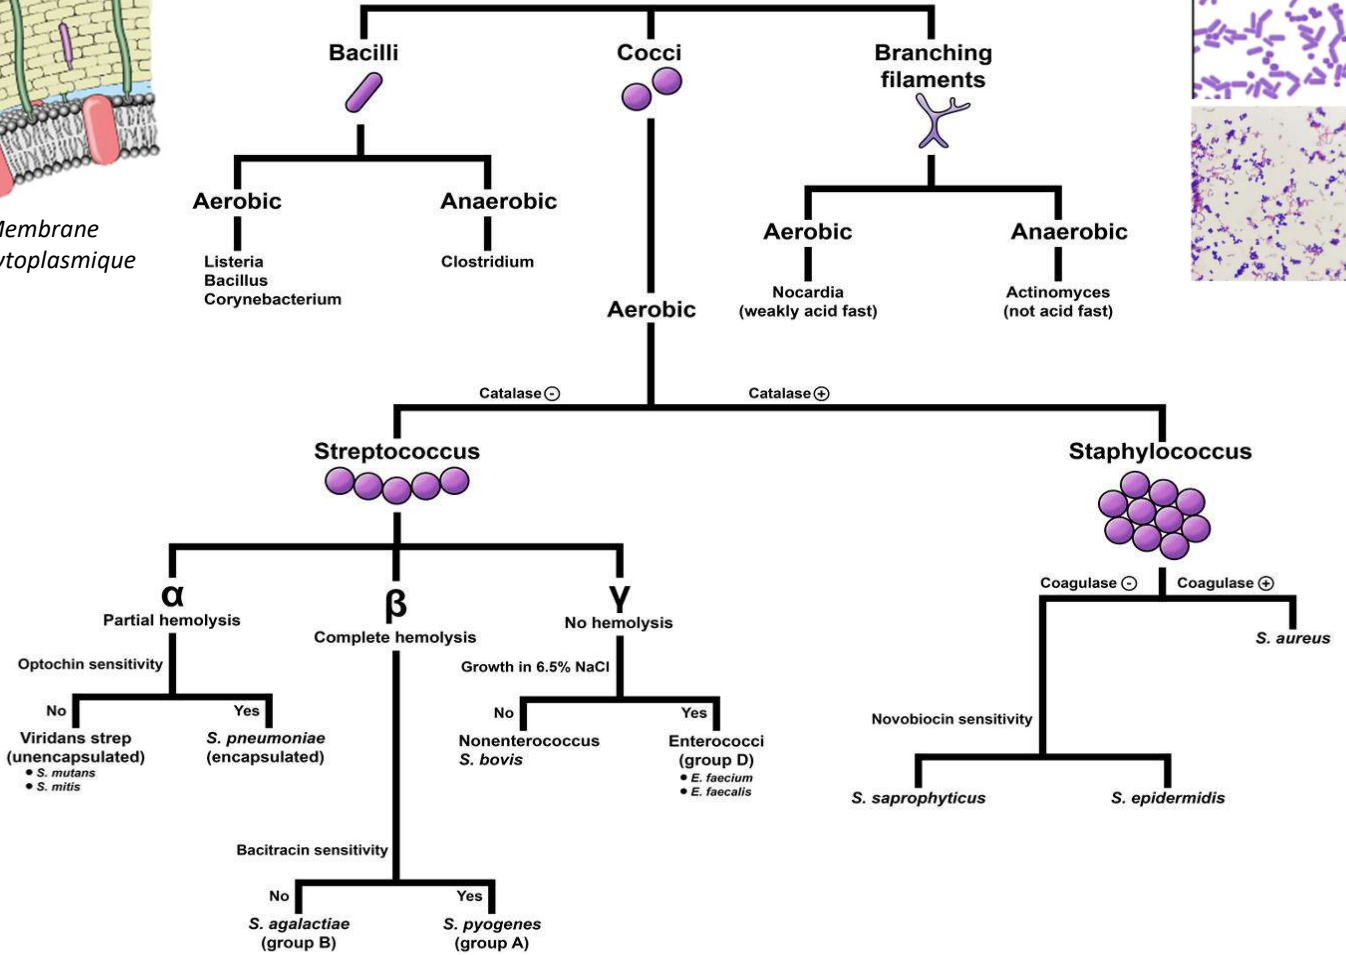 Bacilli
Cocci
Branching
filaments
Aerobic
Anaerobic
Listeria
Bacillus
Corynebacterium
Clostridium
Aerobic
Anaerobic
Nocardia
(weakly acid fast)
Actinomyces
(not acid fast)
Membrane
ytoplasmique
Aerobic
Catalase -
Catalase +
Streptococcus
Staphylococcus
α
Partial hemolysis
β
Complete hemolysis
γ
No hemolysis
Optochin sensitivity
No
Yes
Viridans strep
(unencapsulated)
• S. mutans
• S. mitis
S. pneumoniae
(encapsulated)
Growth in 6.5% NaCl
No
Yes
Nonenterococcus
S. bovis
Enterococci
(group D)
• E. faecium
• E. faecalis
Bacitracin sensitivity
No
Yes
S. agalactiae
(group B)
S. pyogenes
(group A)
Coagulase -
Coagulase +
S. aureus
Novobiocin sensitivity
S. saprophyticus
S. epidermidis